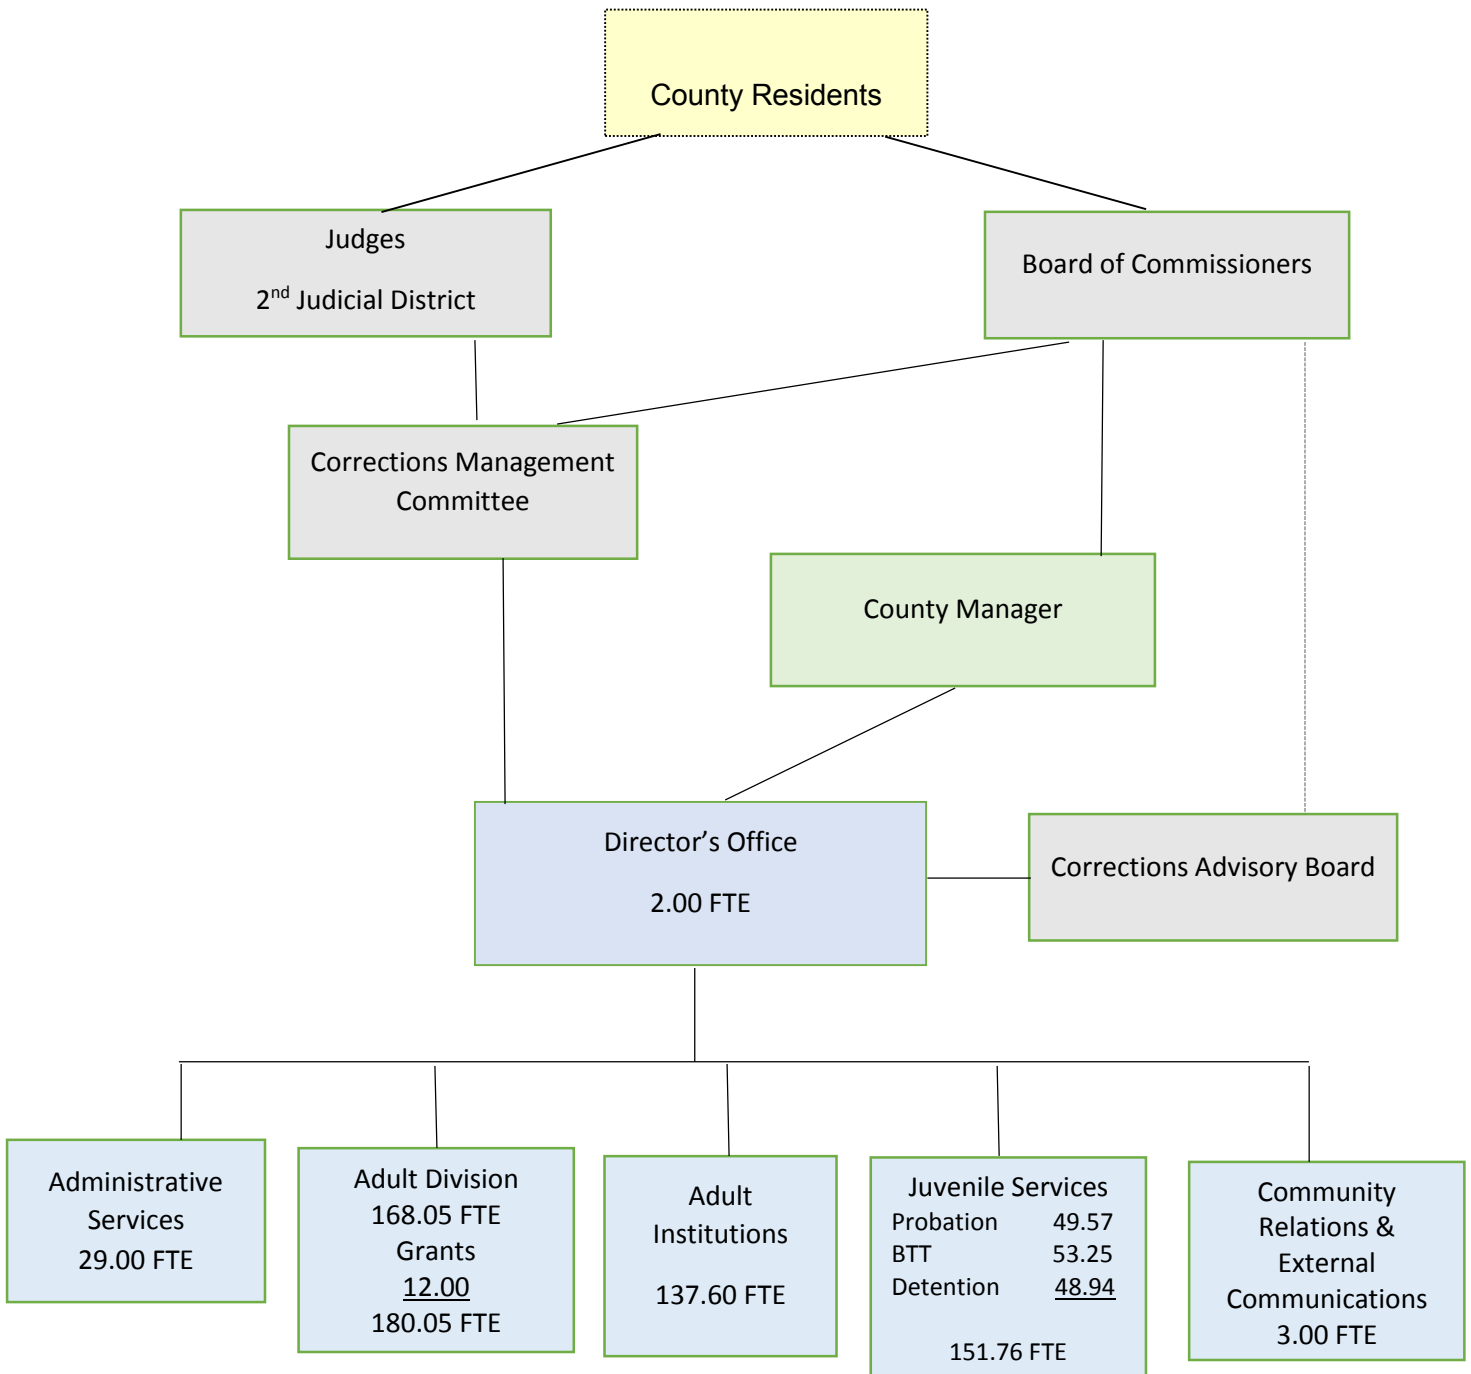 County Residents
Judges
2nd Judicial District
Board of Commissioners
Corrections Management
Committee
County Manager
Director’s Office
2.00 FTE
Corrections Advisory Board
Administrative
Services
29.00 FTE
Adult Division
168.05 FTE
Grants
12.00
180.05 FTE
Adult
Institutions
137.60 FTE
Juvenile Services
Probation 49.57
BTT 53.25
Detention 48.94
151.76 FTE
Community
Relations &
External
Communications
3.00 FTE